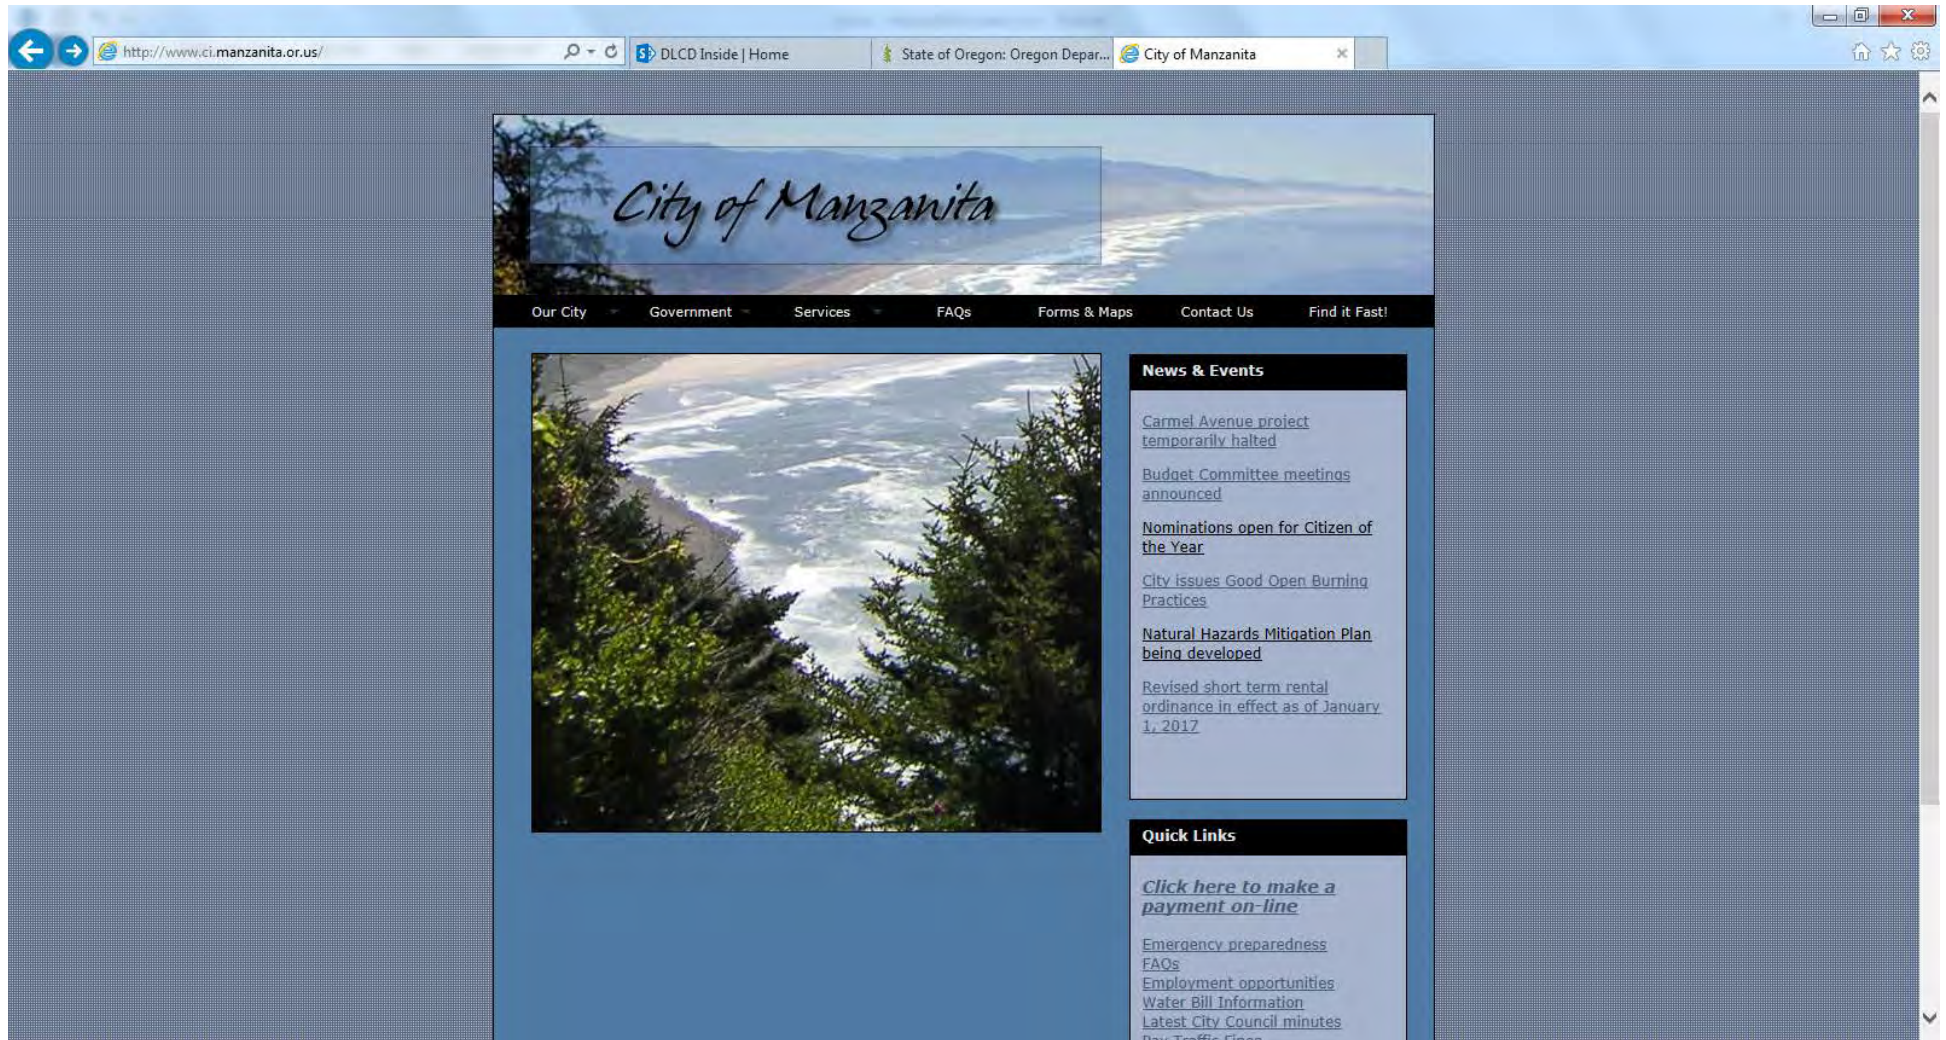 http://www.ci.manzanita.or.us/
DLCD Inside | Home
State of Oregon: Oregon Depar...
City of Manzanita
City of Manzanita
Our City
Government
Services
FAQs
Forms & Maps
Contact Us
Find it Fast!
News & Events
Carmel Avenue project
temporarily halted
Budget Committee meetings
announced
Nominations open for Citizen of
the Year
City issues Good Open Burning
Practices
Natural Hazards Mitigation Plan
being developed
Revised short term rental
ordinance in effect as of January
1, 2017
Quick Links
Click here to make a
payment on-line
Emergency preparedness
FAQs
Employment opportunities
Water Bill Information
Latest City Council minutes
Pay Traffic Fines